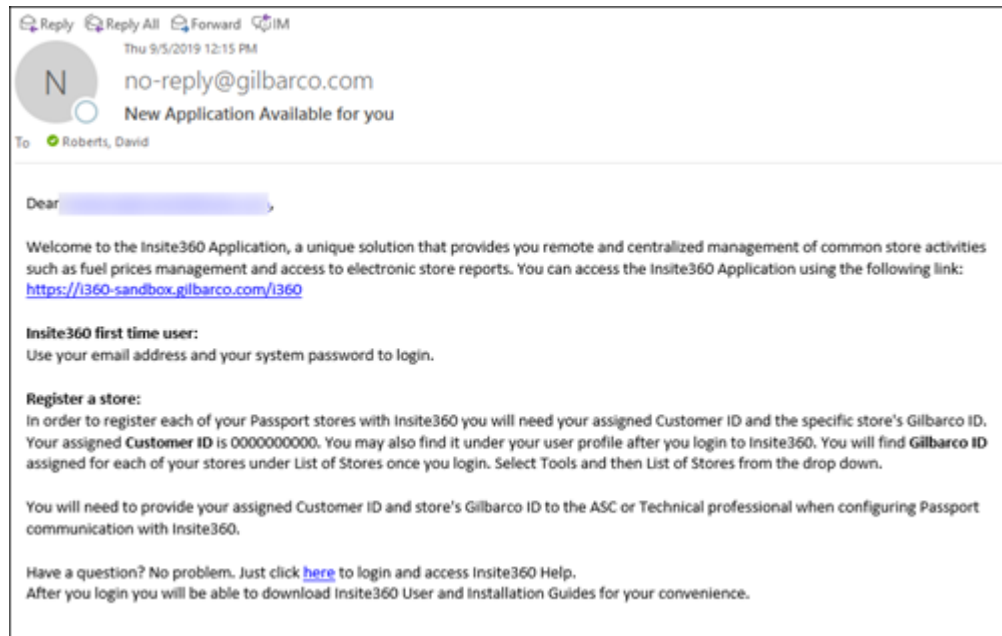 Reply Reply All Forward IM
Thu 9/5/2019 12:15 PM
N
no-reply@gilbarco.com
New Application Available for you
To Roberts, David
Dear ,
Welcome to the Insite360 Application, a unique solution that provides you remote and centralized management of common store activities
such as fuel prices management and access to electronic store reports. You can access the Insite360 Application using the following link:
https://i360-sandbox.gilbarco.com/i360
Insite360 first time user:
Use your email address and your system password to login.
Register a store:
In order to register each of your Passport stores with Insite360 you will need your assigned Customer ID and the specific store's Gilbarco ID.
Your assigned Customer ID is 0000000000. You may also find it under your user profile after you login to Insite360. You will find Gilbarco ID
assigned for each of your stores under List of Stores once you login. Select Tools and then List of Stores from the drop down.
You will need to provide your assigned Customer ID and store's Gilbarco ID to the ASC or Technical professional when configuring Passport
communication with Insite360.
Have a question? No problem. Just click here to login and access Insite360 Help.
After you login you will be able to download Insite360 User and Installation Guides for your convenience.